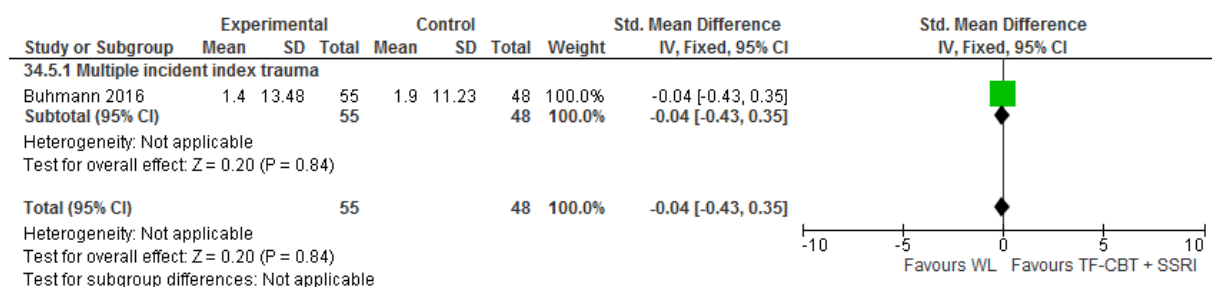 Experimental Control Std. Mean Difference Std. Mean Difference
Study or Subgroup Mean SD Total Mean SD Total Weight IV, Fixed, 95% CI IV, Fixed, 95% CI
34.5.1 Multiple incident index trauma
Buhmann 2016 1.4 13.48 55 1.9 11.23 48 100.0% -0.04 [-0.43, 0.35]
Subtotal (95% CI) 55 48 100.0% -0.04 [-0.43, 0.35]
Heterogeneity: Not applicable
Test for overall effect: Z = 0.20 (P = 0.84)
Total (95% CI) 55 48 100.0% -0.04 [-0.43, 0.35]
Heterogeneity: Not applicable
Test for overall effect: Z = 0.20 (P = 0.84)
Test for subgroup differences: Not applicable
-10 -5 0 5 10
Favours WL Favours TF-CBT + SSRI